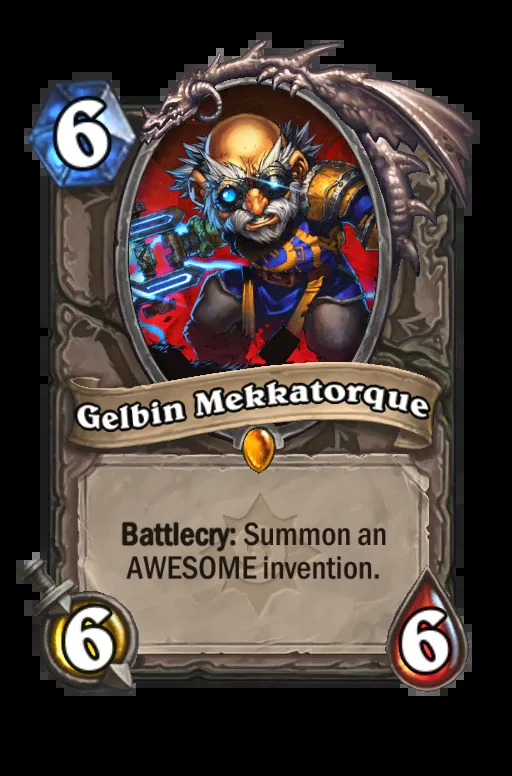 6
Gelbin Mekkatorque
Battlecry: Summon an
AWESOME invention.
6
6